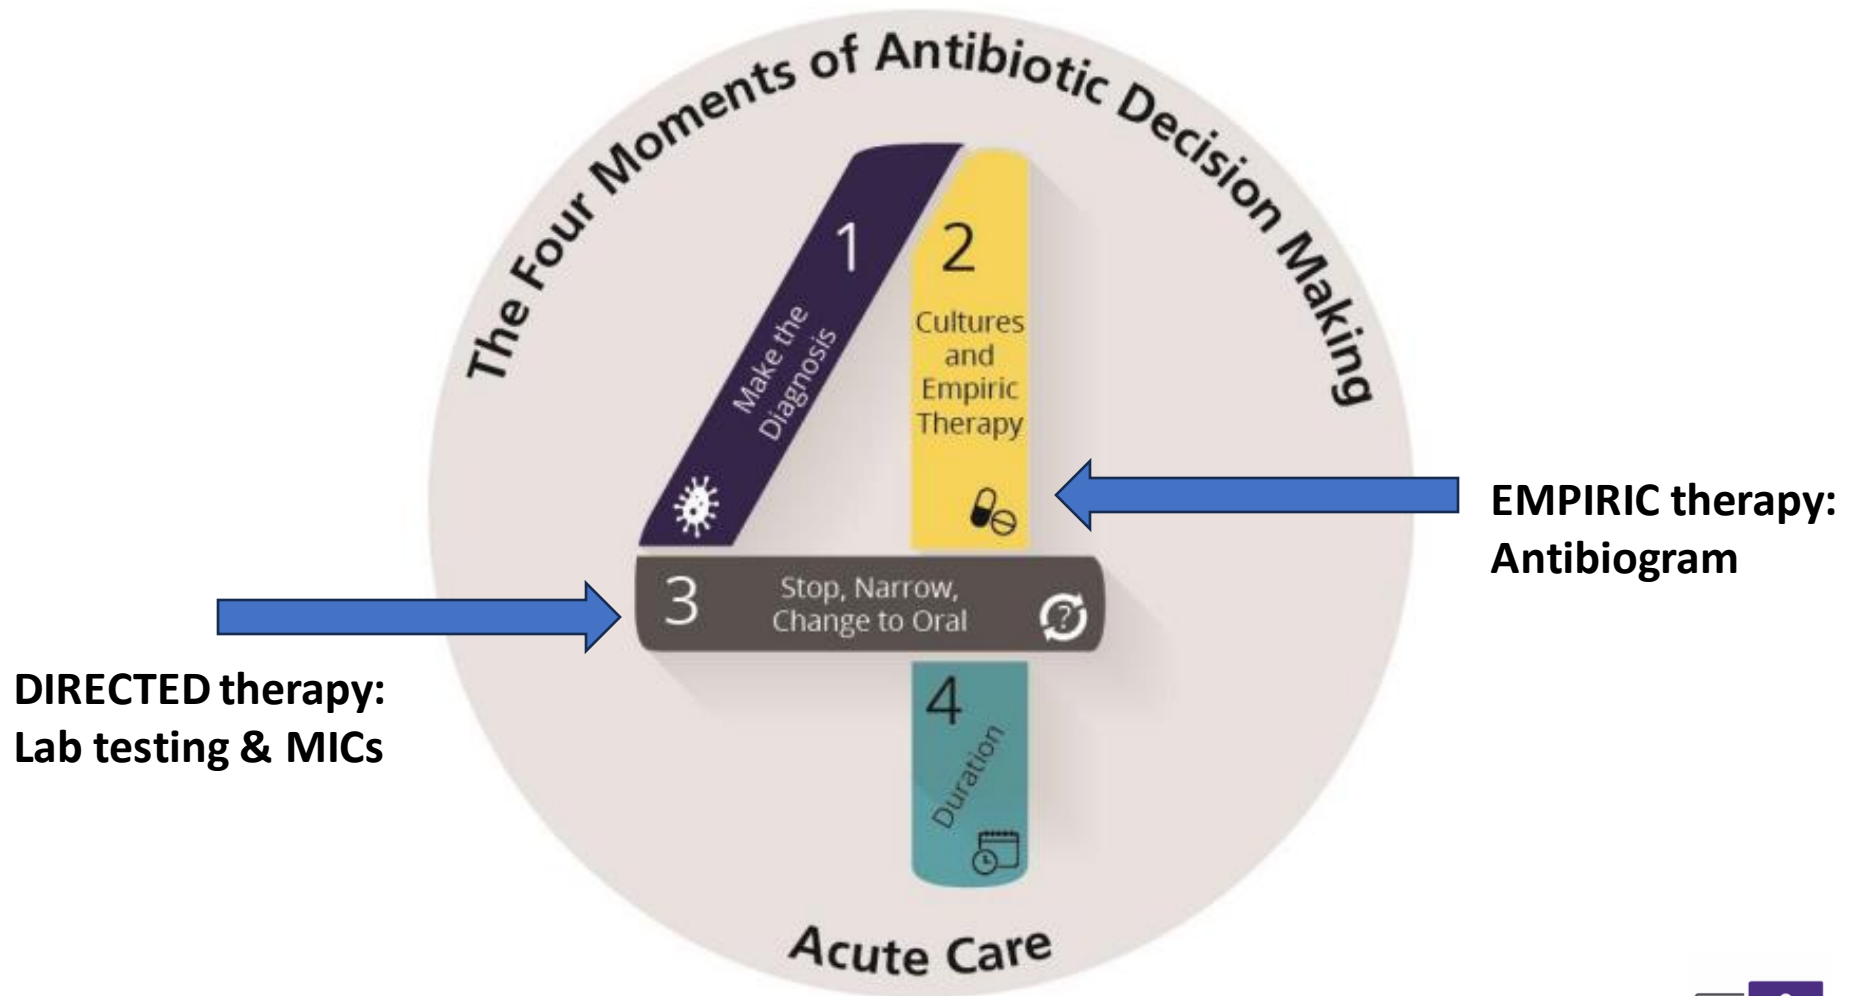 The Four Moments of Antibiotic Decision Making
1
Make the
Diagnosis
2
Cultures
and
Empiric
Therapy
EMPIRIC therapy:
Antibiogram
3
Stop, Narrow,
Change to Oral
?
DIRECTED therapy:
Lab testing & MICs
4
Duration
Acute Care